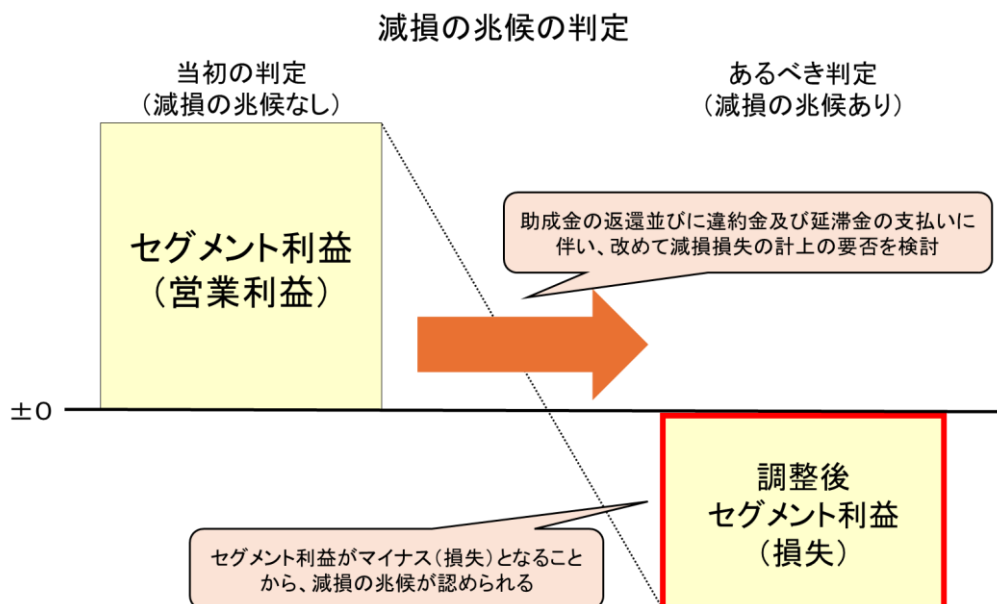 減損の兆候の判定
当初の判定
（減損の兆候なし）
あるべき判定
（減損の兆候あり）
助成金の返還並びに違約金及び延滞金の支払いに
伴い、改めて減損損失の計上の要否を検討
セグメント利益
（営業利益）
±０
調整後
セグメント利益
（損失）
セグメント利益がマイナス（損失）となること
から、減損の兆候が認められる